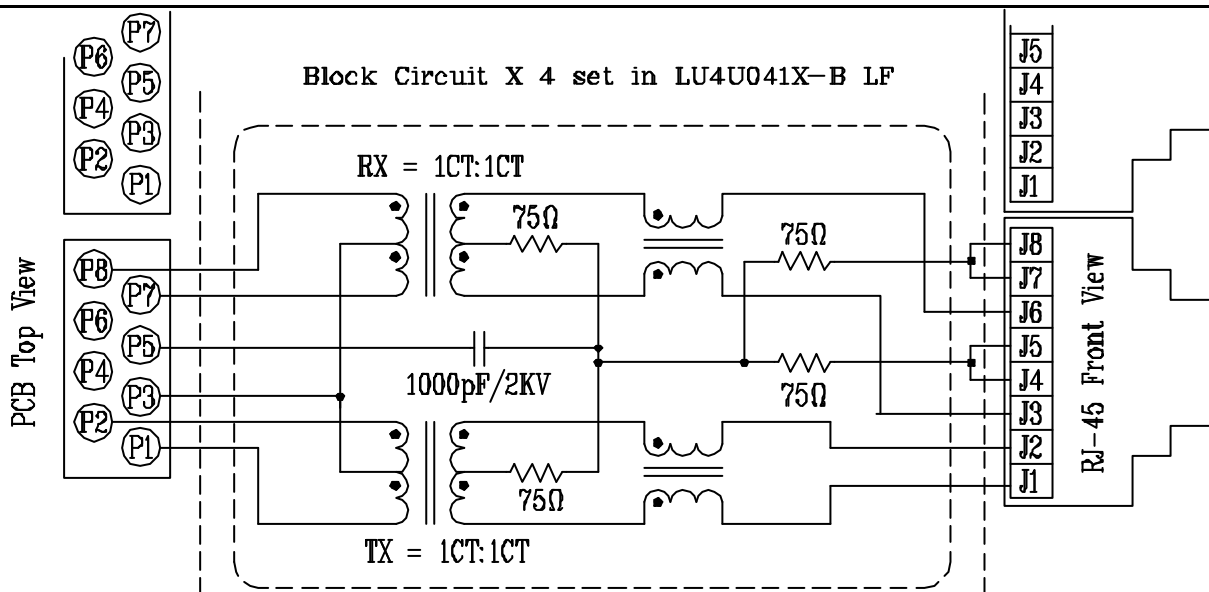 Block Circuit X 4 set in LU4U041X-B LF
P7
P6
P5
P4
P3
P2
P1
J5
J4
J3
J2
J1
RX = 1CT:1CT
75Ω
75Ω
PCB Top View
P8
P7
P6
P5
P4
P3
P2
P1
1000pF/2KV
75Ω
75Ω
TX = 1CT:1CT
J8
J7
J6
J5
J4
J3
J2
J1
RJ-45 Front View